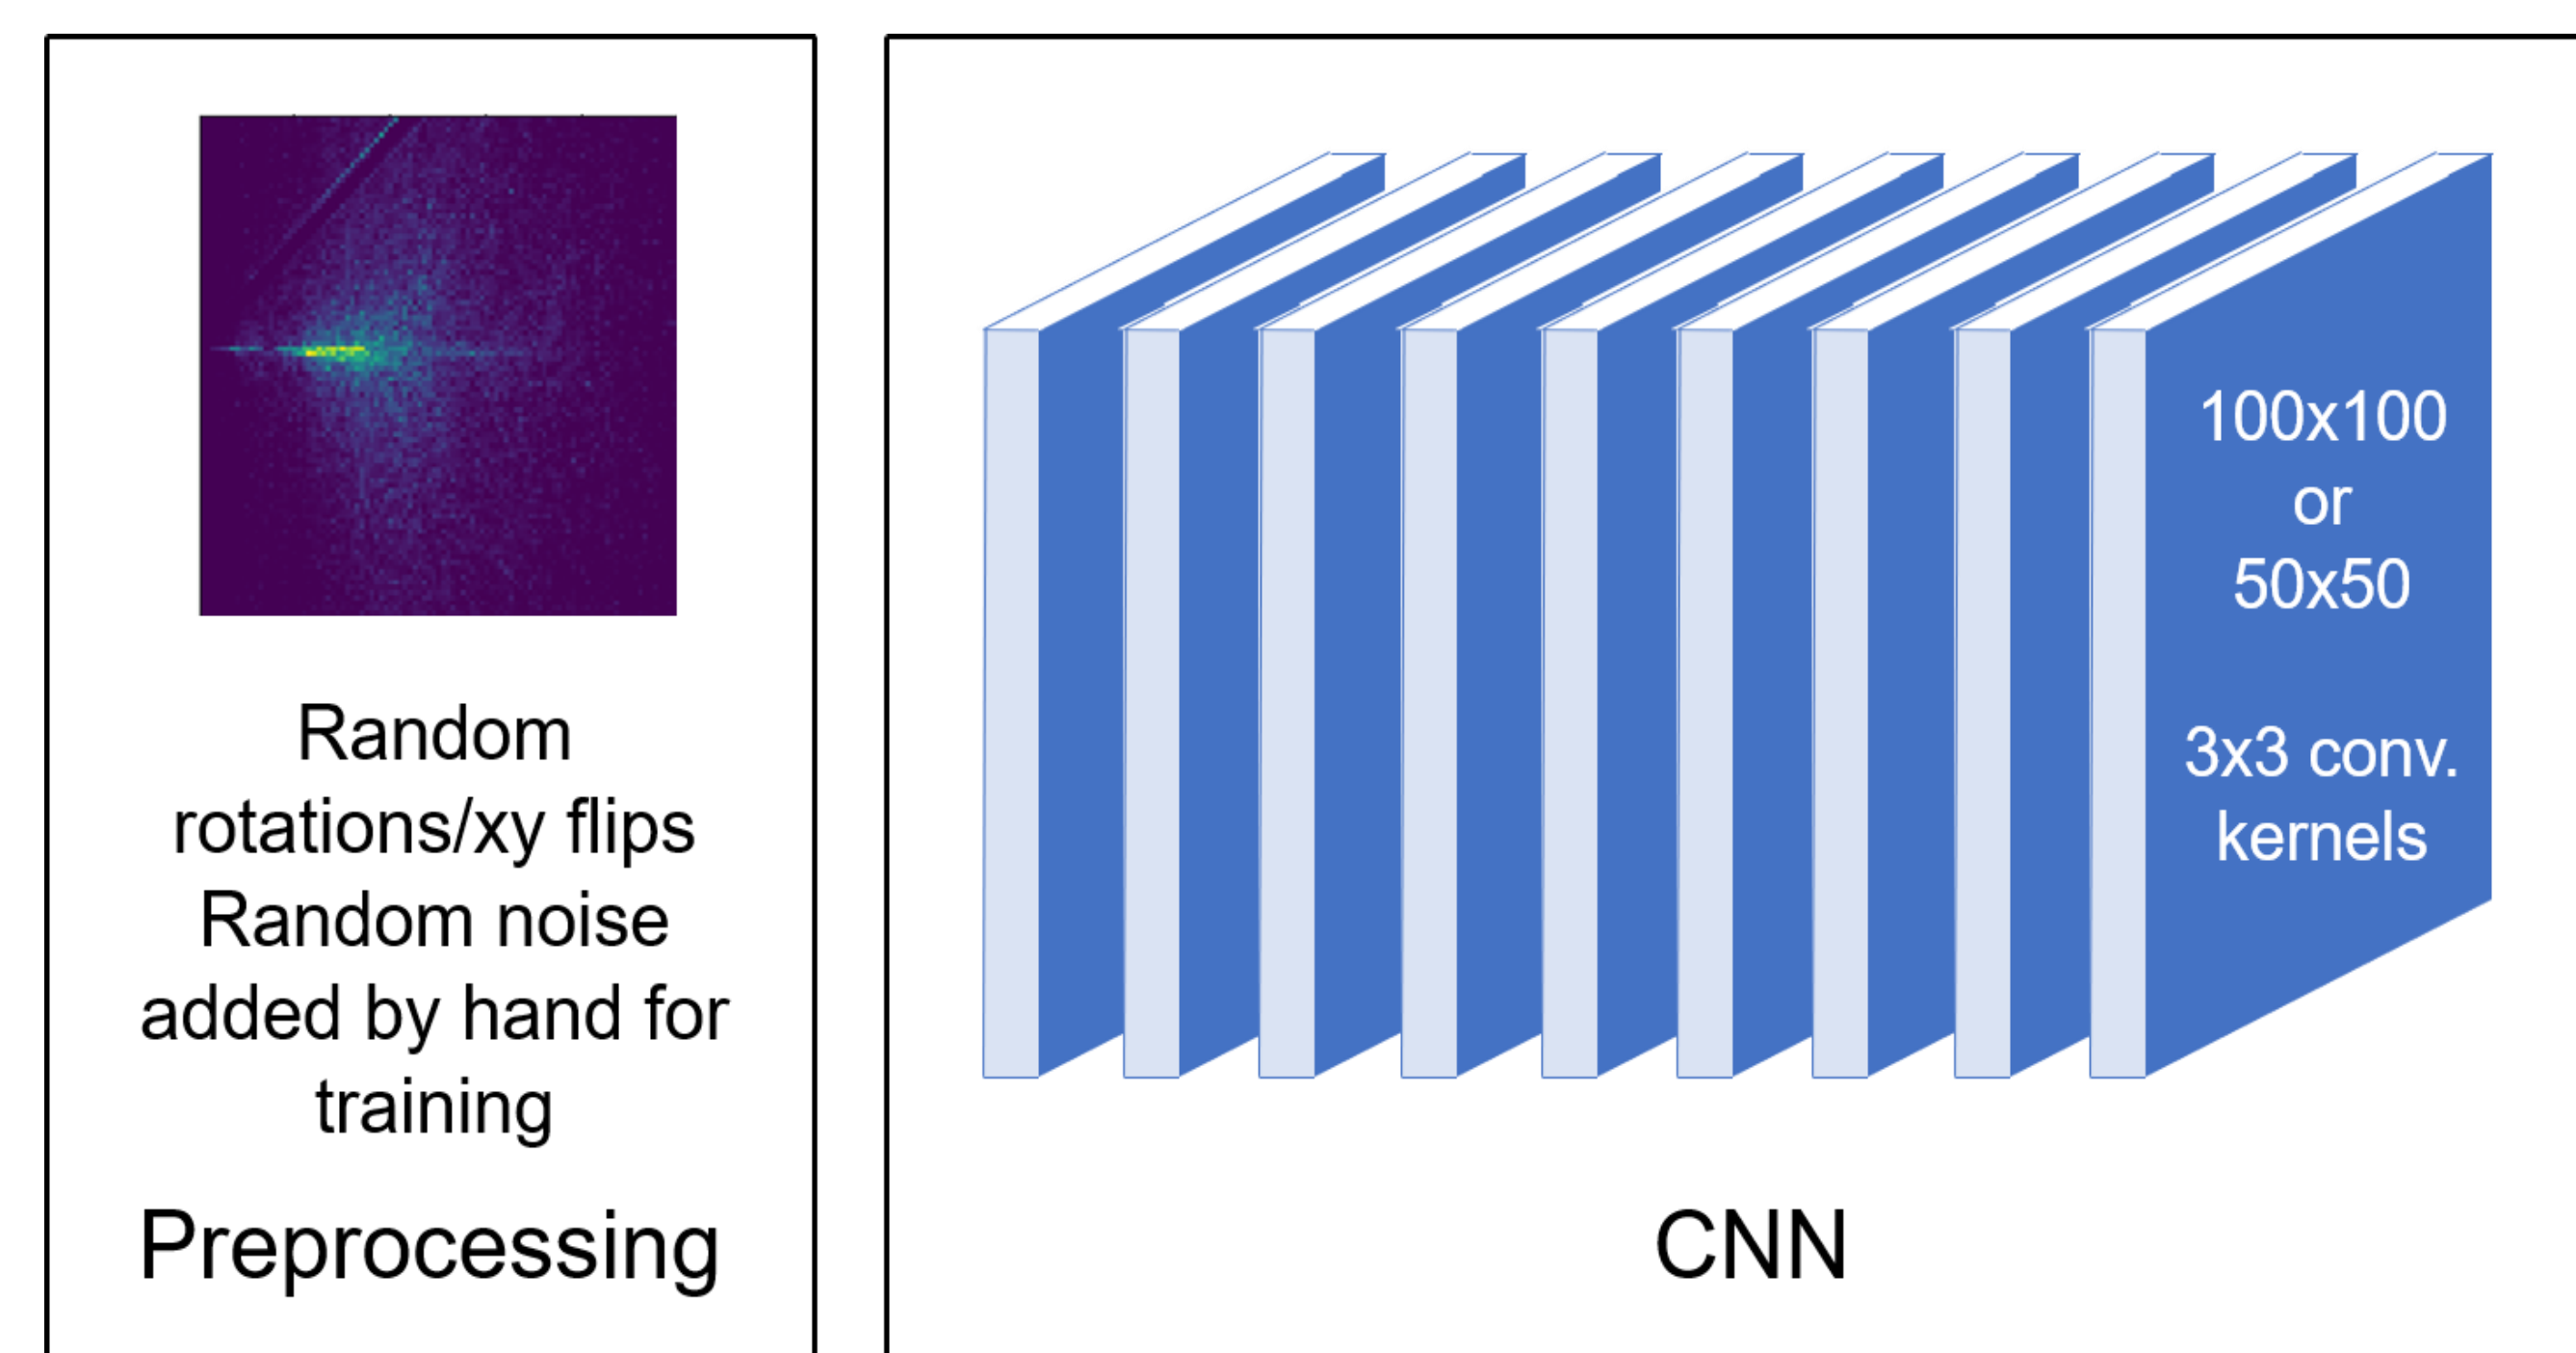 Random
rotations/xy flips
Random noise
added by hand for
training
Preprocessing
100x100
or
50x50
3x3 conv.
kernels
CNN